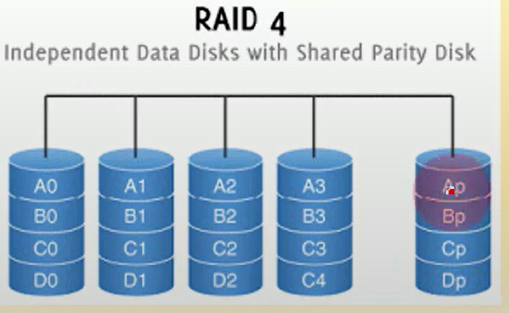 RAID 4
Independent Data Disks with Shared Parity Disk
A0 A1 A2 A3 Ap
B0 B1 B2 B3 Bp
C0 C1 C2 C3 Cp
D0 D1 D2 C4 Dp